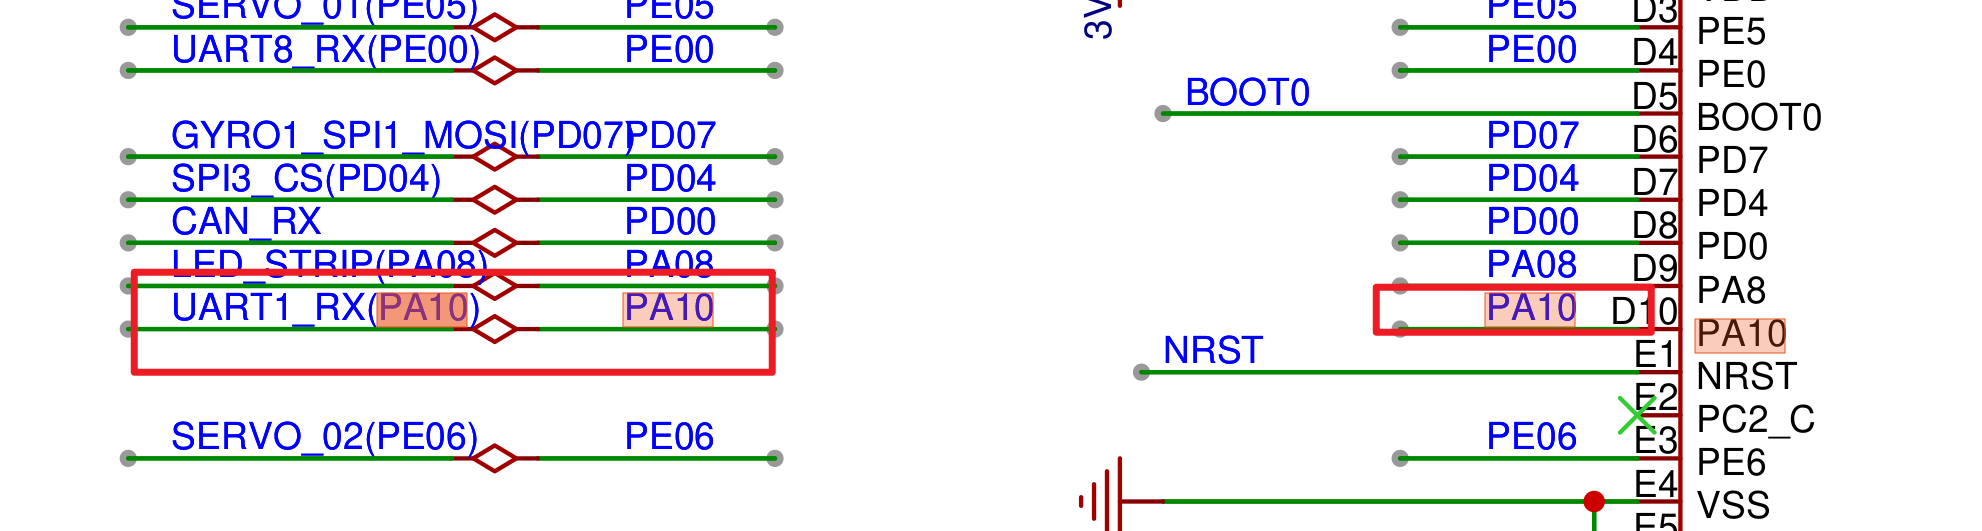 SERVO_01(PE05) PE05
UART8_RX(PE00) PE00
GYRO1_SPI1_MOSI(PD07) PD07
SPI3_CS(PD04) PD04
CAN_RX PD00
LED_STRIP(PA08) PA08
UART1_RX(PA10) PA10
SERVO_02(PE06) PE06
3V
PE05 D3 PE5
PE00 D4 PE0
BOOT0 D5 BOOT0
PD07 D6 PD7
PD04 D7 PD4
PD00 D8 PD0
PA08 D9 PA8
PA10 D10 PA10
NRST E1 NRST
E2 PC2_C
PE06 E3 PE6
E4 VSS
E5